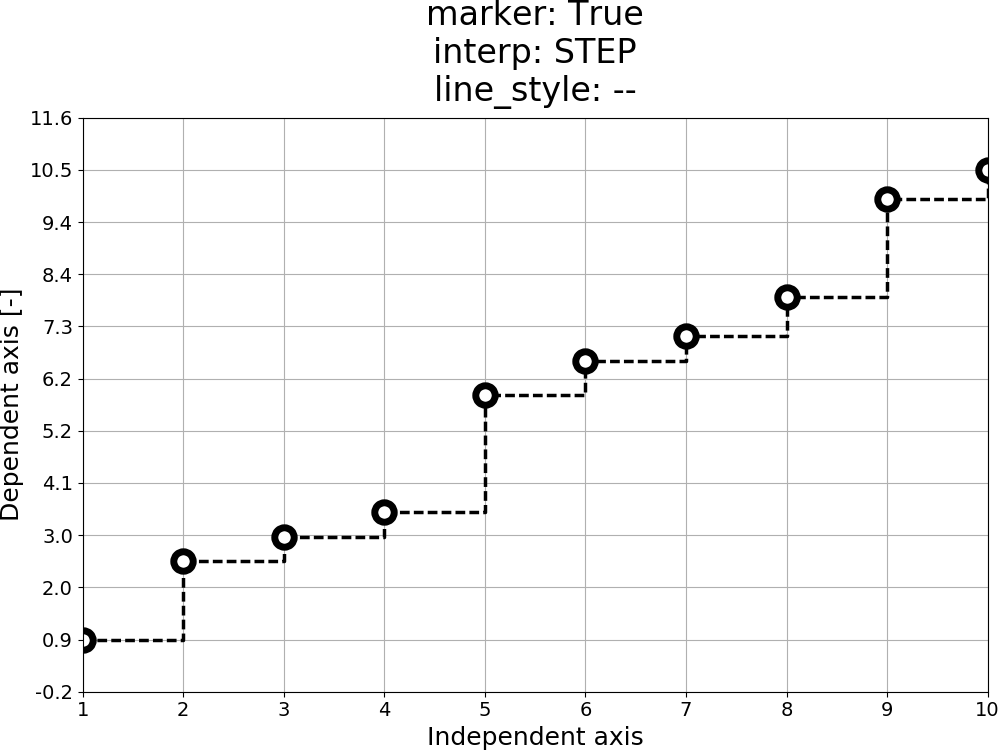 marker: True
interp: STEP
line_style: --
11.6
10.5
9.4
8.4
7.3
6.2
5.2
4.1
3.0
2.0
0.9
-0.2
Dependent axis [-]
1 2 3 4 5 6 7 8 9 10
Independent axis